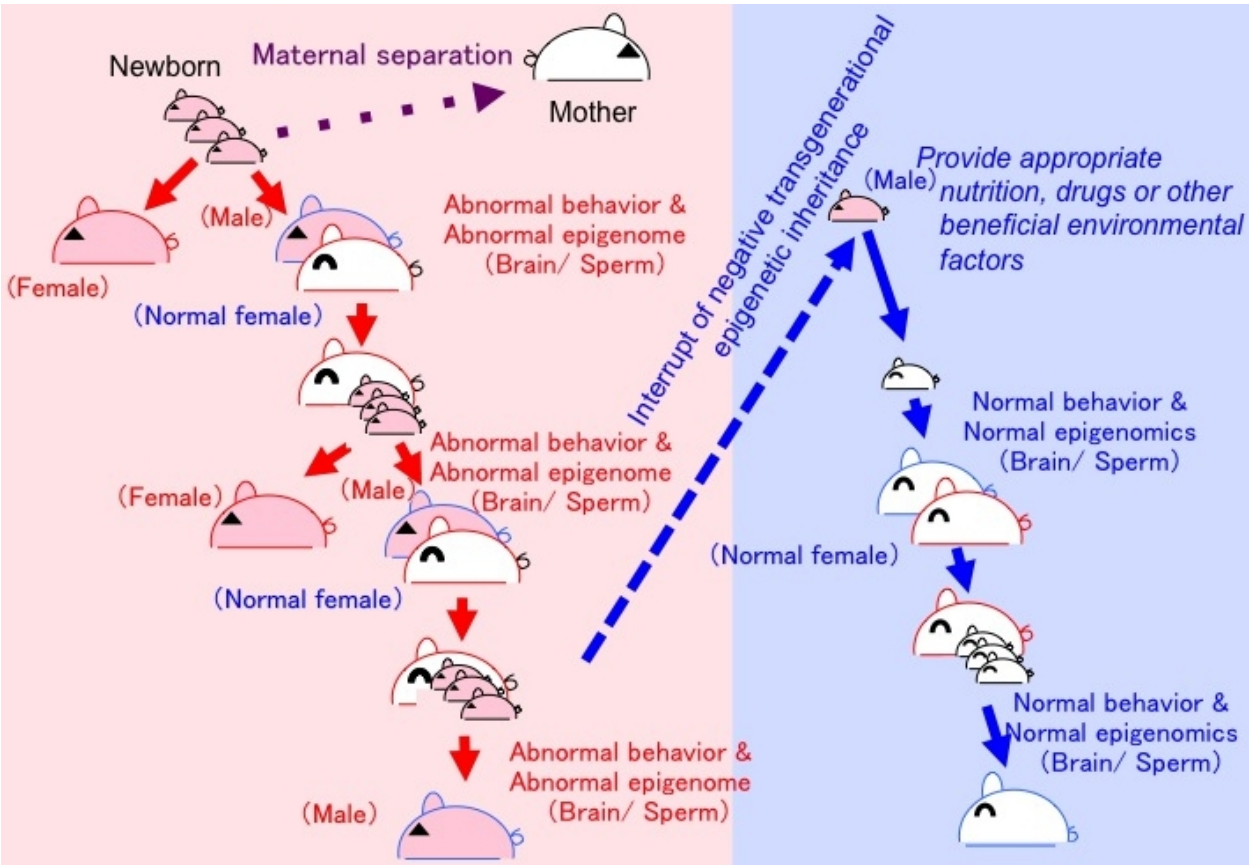 Newborn
Maternal separation
Mother
(Male)
Abnormal behavior &
Abnormal epigenome
(Brain/ Sperm)
(Female)
(Normal female)
Abnormal behavior &
Abnormal epigenome
(Brain/ Sperm)
(Female)
(Male)
(Normal female)
Abnormal behavior &
Abnormal epigenome
(Brain/ Sperm)
(Male)
Interrupt of negative transgenerational
epigenetic inheritance
(Male)
Provide appropriate
nutrition, drugs or other
beneficial environmental
factors
Normal behavior &
Normal epigenomics
(Brain/ Sperm)
(Normal female)
Normal behavior &
Normal epigenomics
(Brain/ Sperm)